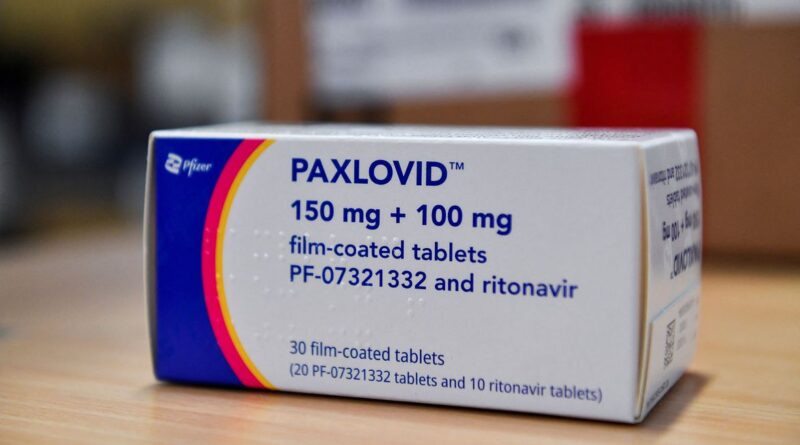 Pfizer
PAXLOVID™
150 mg + 100 mg
film-coated tablets
PF-07321332 and ritonavir
30 film-coated tablets
(20 PF-07321332 tablets and 10 ritonavir tablets)